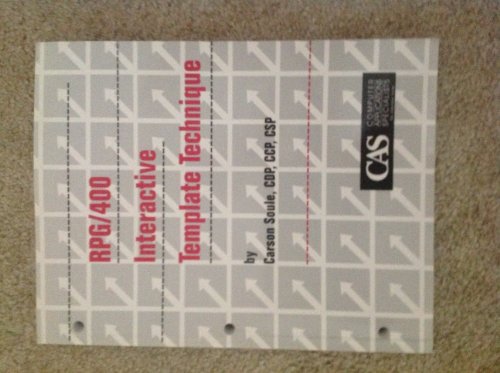 RPG/400
Interactive
Template Technique
by
Carson Soule, CDP, CCP, CSP
CAS
COMPUTER
APPLICATIONS
SPECIALISTS